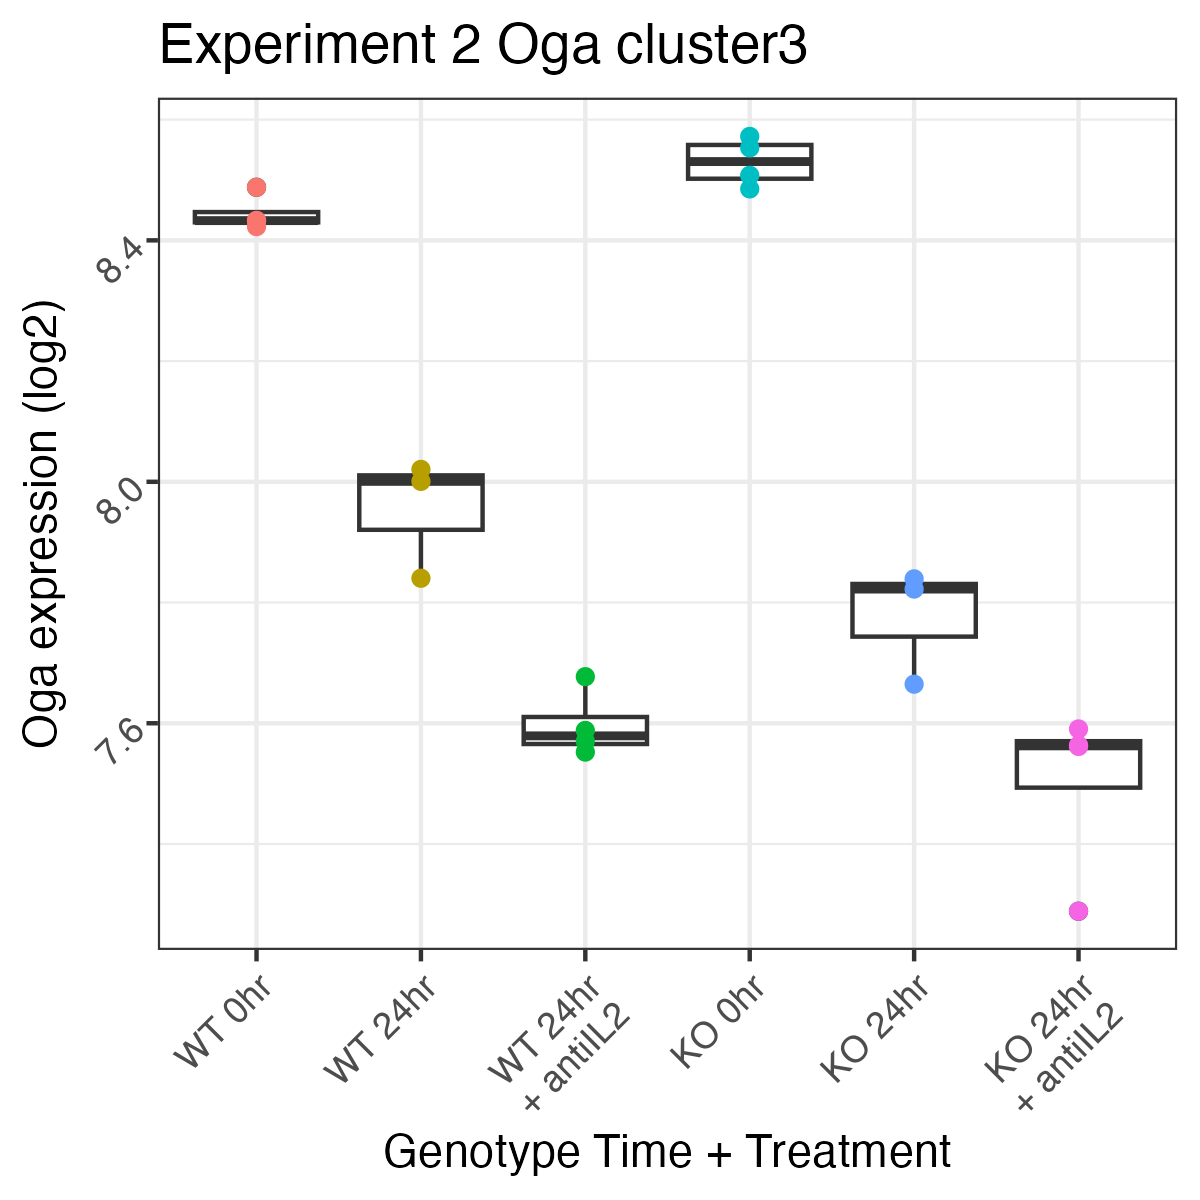 Experiment 2 Oga cluster3
Oga expression (log2)
8.4
8.0
7.6
WT 0hr
WT 24hr
WT 24hr
+ antiIL2
KO 0hr
KO 24hr
KO 24hr
+ antiIL2
Genotype Time + Treatment